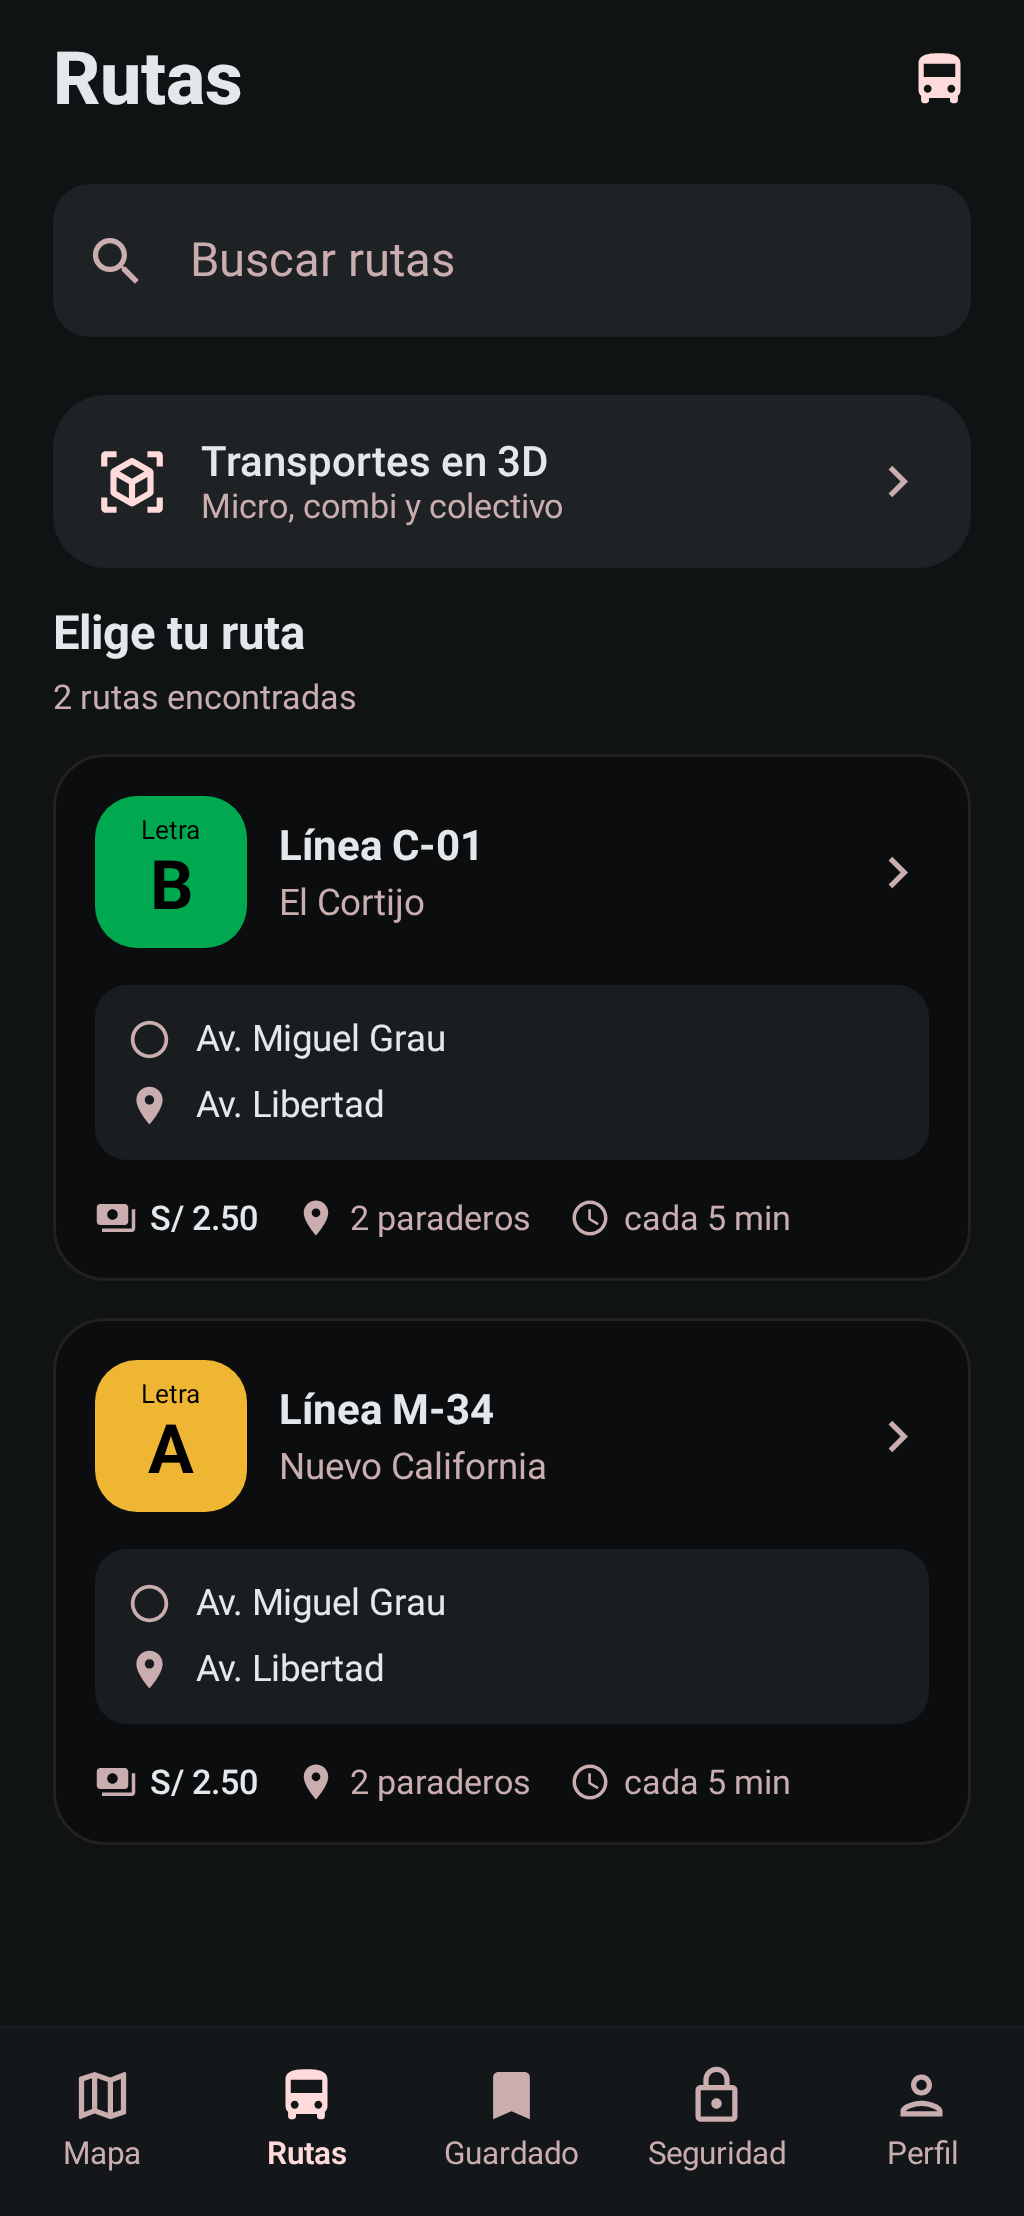 Rutas
Buscar rutas
Transportes en 3D
Micro, combi y colectivo
Elige tu ruta
2 rutas encontradas
Letra
B
Línea C-01
El Cortijo
Av. Miguel Grau
Av. Libertad
S/ 2.50 2 paraderos cada 5 min
Letra
A
Línea M-34
Nuevo California
Av. Miguel Grau
Av. Libertad
S/ 2.50 2 paraderos cada 5 min
Mapa Rutas Guardado Seguridad Perfil